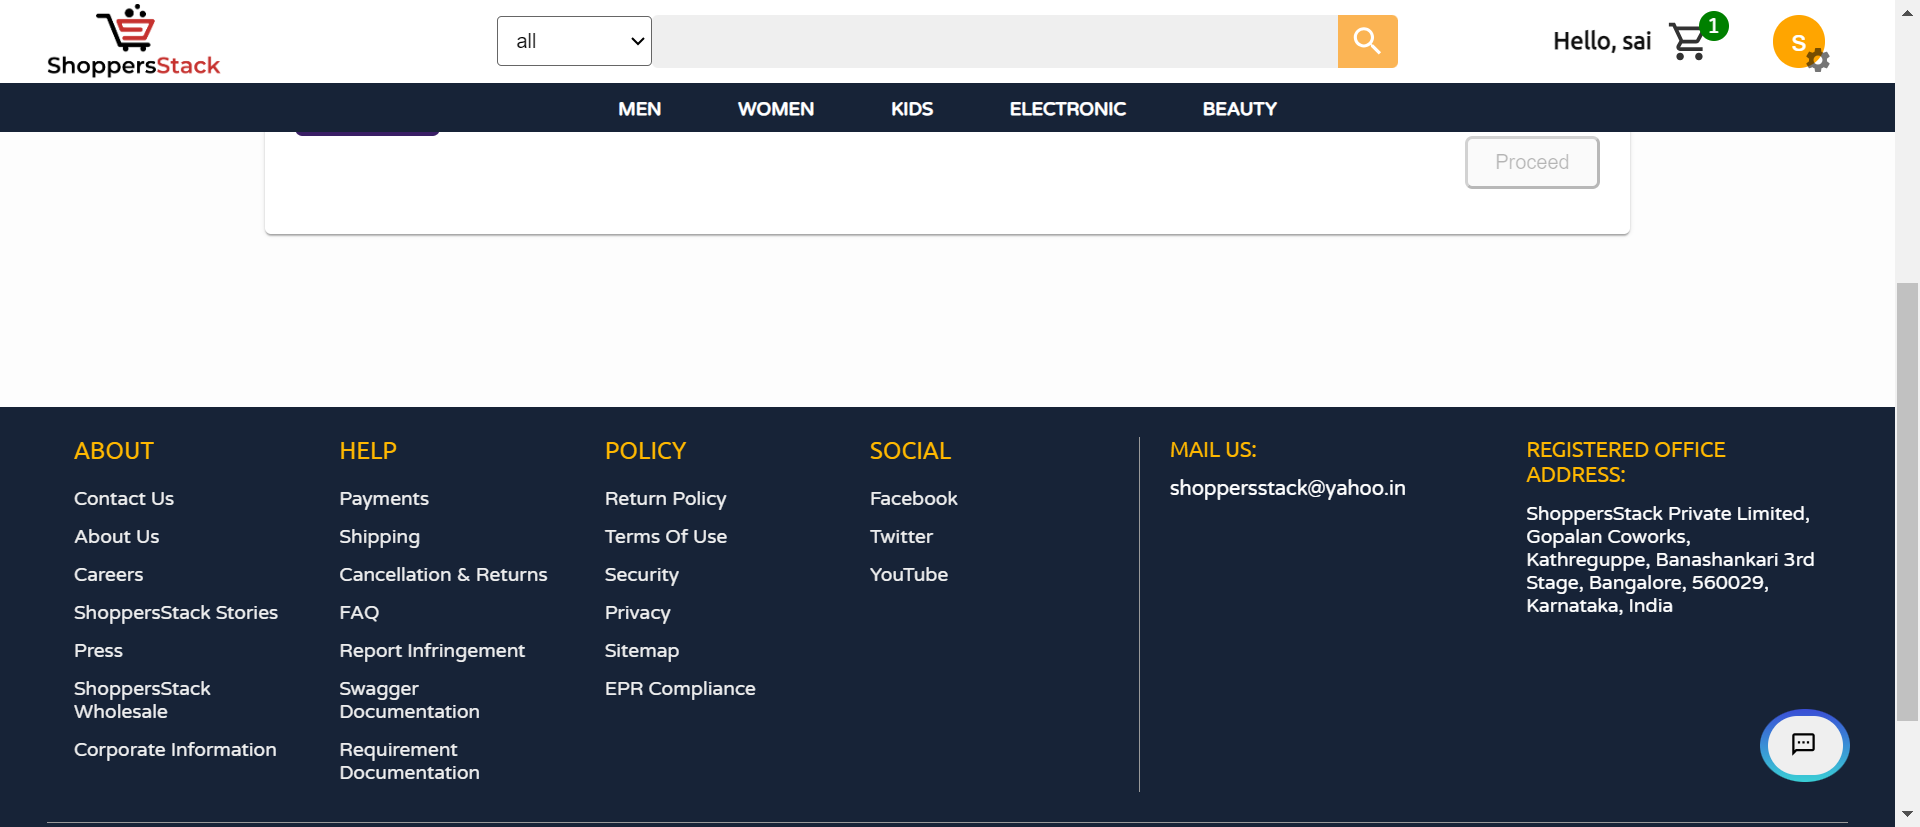 ShoppersStack
all
Hello, sai
1
S
MEN
WOMEN
KIDS
ELECTRONIC
BEAUTY
Proceed
ABOUT
Contact Us
About Us
Careers
ShoppersStack Stories
Press
ShoppersStack
Wholesale
Corporate Information
HELP
Payments
Shipping
Cancellation & Returns
FAQ
Report Infringement
Swagger
Documentation
Requirement
Documentation
POLICY
Return Policy
Terms Of Use
Security
Privacy
Sitemap
EPR Compliance
SOCIAL
Facebook
Twitter
YouTube
MAIL US:
shoppersstack@yahoo.in
REGISTERED OFFICE
ADDRESS:
ShoppersStack Private Limited,
Gopalan Coworks,
Kathreguppe, Banashankari 3rd
Stage, Bangalore, 560029,
Karnataka, India